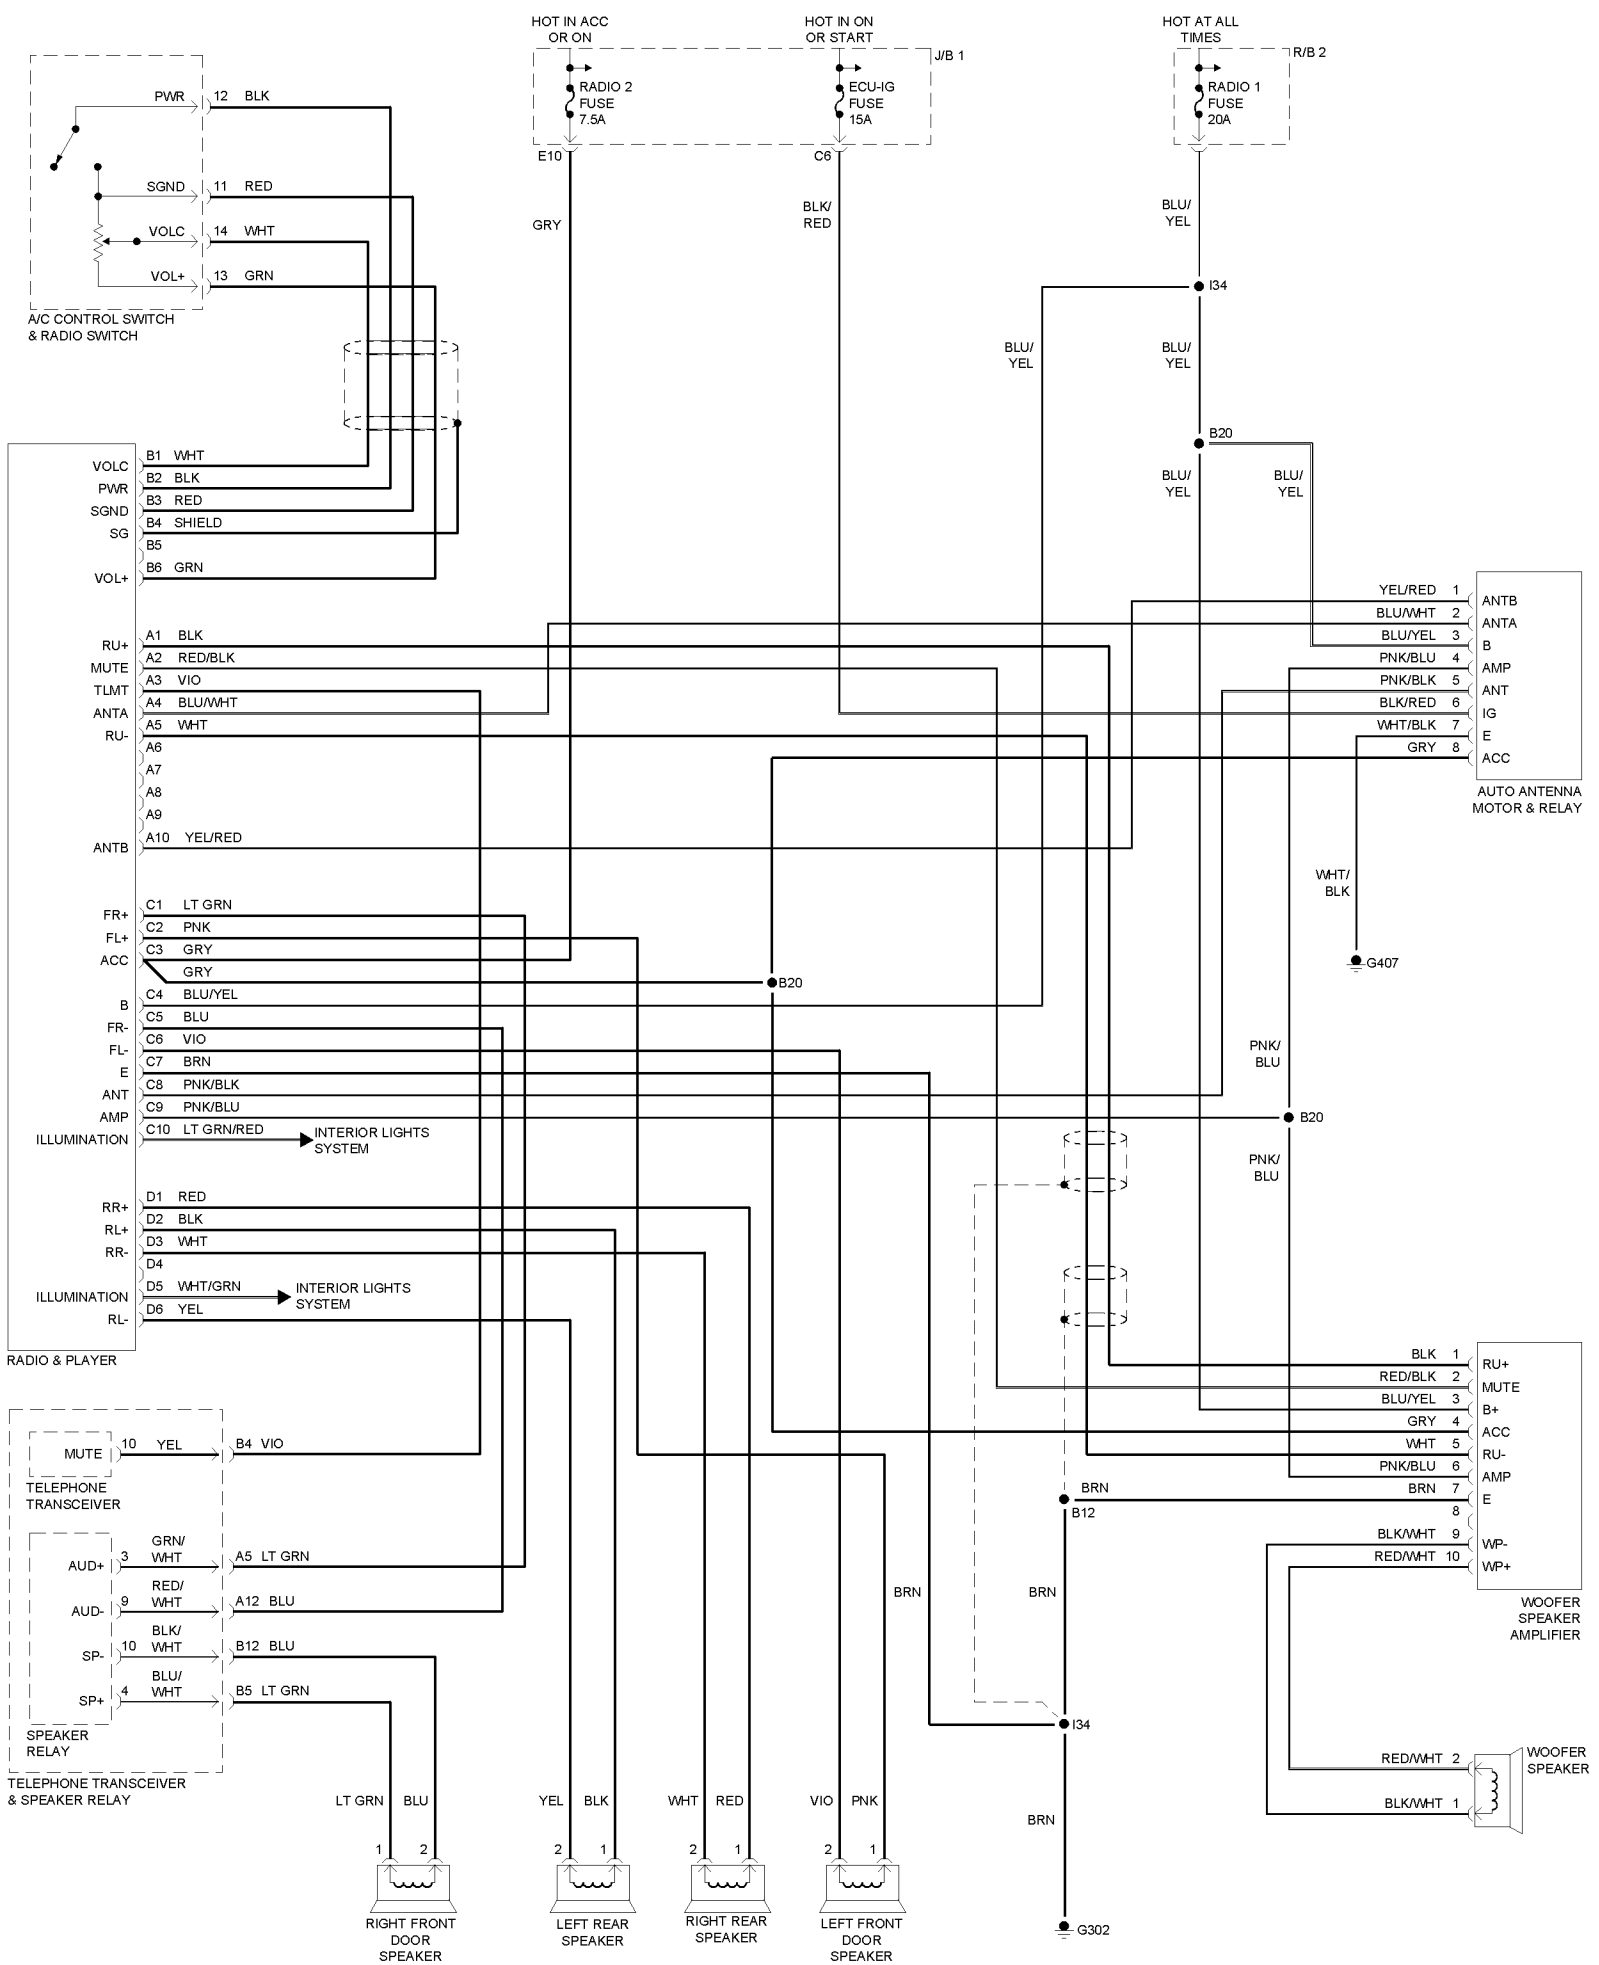 HOT IN ACC
OR ON
HOT IN ON
OR START
HOT AT ALL
TIMES
J/B 1
R/B 2
RADIO 2
FUSE
7.5A
ECU-IG
FUSE
15A
RADIO 1
FUSE
20A
E10
C6
GRY
BLK/
RED
BLU/
YEL
I34
BLU/
YEL
BLU/
YEL
B20
BLU/
YEL
BLU/
YEL
PWR 12 BLK
SGND 11 RED
VOLC 14 WHT
VOL+ 13 GRN
A/C CONTROL SWITCH
& RADIO SWITCH
VOLC B1 WHT
PWR B2 BLK
SGND B3 RED
SG B4 SHIELD
B5
VOL+ B6 GRN
RU+ A1 BLK
MUTE A2 RED/BLK
TLMT A3 VIO
ANTA A4 BLU/WHT
RU- A5 WHT
A6
A7
A8
A9
ANTB A10 YEL/RED
FR+ C1 LT GRN
FL+ C2 PNK
ACC C3 GRY
GRY
B20
B C4 BLU/YEL
FR- C5 BLU
FL- C6 VIO
E C7 BRN
ANT C8 PNK/BLK
AMP C9 PNK/BLU
ILLUMINATION C10 LT GRN/RED
INTERIOR LIGHTS
SYSTEM
RR+ D1 RED
RL+ D2 BLK
RR- D3 WHT
D4
ILLUMINATION D5 WHT/GRN
INTERIOR LIGHTS
SYSTEM
RL- D6 YEL
RADIO & PLAYER
YEL/RED 1 ANTB
BLU/WHT 2 ANTA
BLU/YEL 3 B
PNK/BLU 4 AMP
PNK/BLK 5 ANT
BLK/RED 6 IG
WHT/BLK 7 E
GRY 8 ACC
AUTO ANTENNA
MOTOR & RELAY
WHT/
BLK
G407
PNK/
BLU
B20
PNK/
BLU
BLK 1 RU+
RED/BLK 2 MUTE
BLU/YEL 3 B+
GRY 4 ACC
WHT 5 RU-
PNK/BLU 6 AMP
BRN BRN 7 E
B12
8
BLK/WHT 9 WP-
RED/WHT 10 WP+
WOOFER
SPEAKER
AMPLIFIER
MUTE 10 YEL B4 VIO
TELEPHONE
TRANSCEIVER
AUD+ 3 GRN/
WHT A5 LT GRN
AUD- 9 RED/
WHT A12 BLU
SP- 10 BLK/
WHT B12 BLU
SP+ 4 BLU/
WHT B5 LT GRN
SPEAKER
RELAY
TELEPHONE TRANSCEIVER
& SPEAKER RELAY
BRN
BRN
I34
BRN
G302
RED/WHT 2
BLK/WHT 1
WOOFER
SPEAKER
LT GRN BLU YEL BLK WHT RED VIO PNK
1 2 2 1 2 1 2 1
RIGHT FRONT
DOOR
SPEAKER
LEFT REAR
SPEAKER
RIGHT REAR
SPEAKER
LEFT FRONT
DOOR
SPEAKER